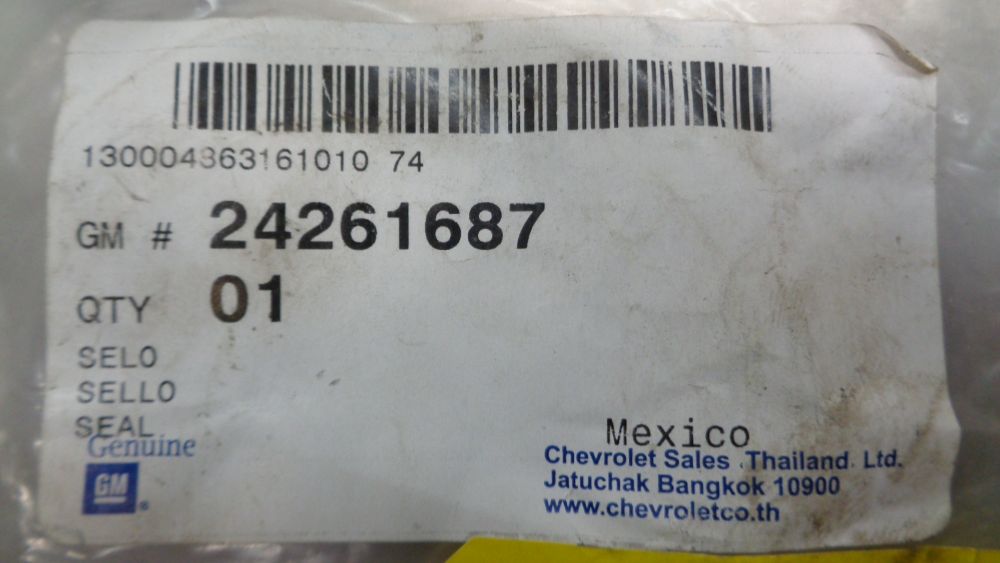 130004363161010 74
GM # 24261687
QTY 01
SELO
SELLO
SEAL
Genuine
GM
Mexico
Chevrolet Sales (Thailand) Ltd.
Jatuchak Bangkok 10900
www.chevroletco.th